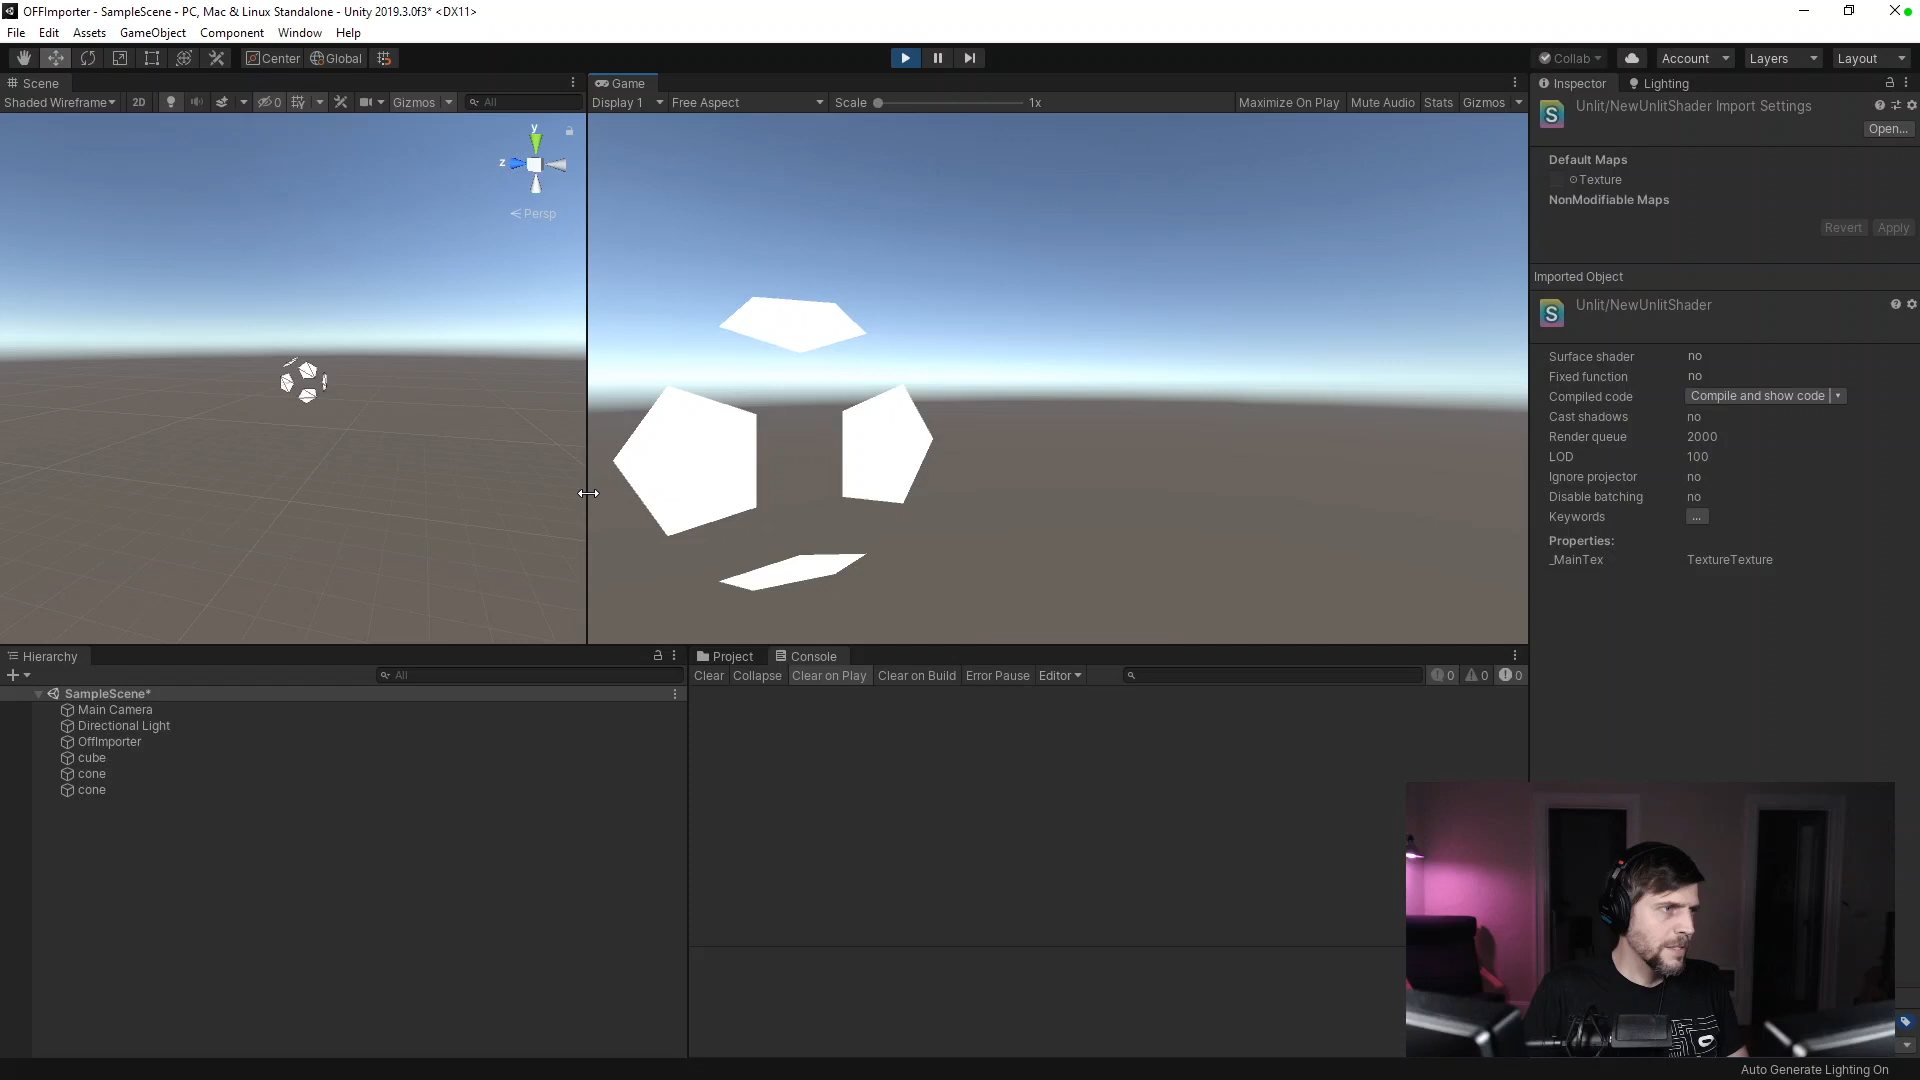 OFFImporter - SampleScene - PC, Mac & Linux Standalone - Unity 2019.3.0f3* <DX11>
File Edit Assets GameObject Component Window Help
Center Global Collab Account Layers Layout
Scene
Shaded Wireframe 2D 0 Gizmos All
y
z
Persp
Game
Display 1 Free Aspect Scale 1x Maximize On Play Mute Audio Stats Gizmos
Inspector Lighting
Unlit/NewUnlitShader Import Settings
Open...
Default Maps
Texture
NonModifiable Maps
Revert Apply
Imported Object
Unlit/NewUnlitShader
Surface shader no
Fixed function no
Compiled code Compile and show code
Cast shadows no
Render queue 2000
LOD 100
Ignore projector no
Disable batching no
Keywords ...
Properties:
_MainTex TextureTexture
Hierarchy
All
SampleScene*
Main Camera
Directional Light
OffImporter
cube
cone
cone
Project Console
Clear Collapse Clear on Play Clear on Build Error Pause Editor 0 0 0
Auto Generate Lighting On